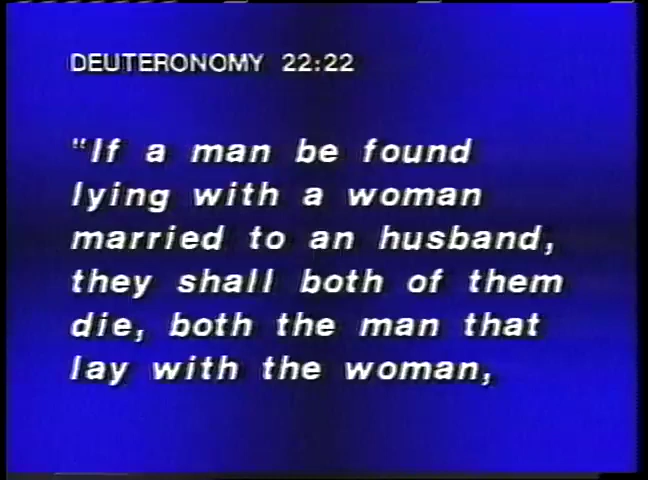 DEUTERONOMY 22:22
"If a man be found
lying with a woman
married to an husband,
they shall both of them
die, both the man that
lay with the woman,